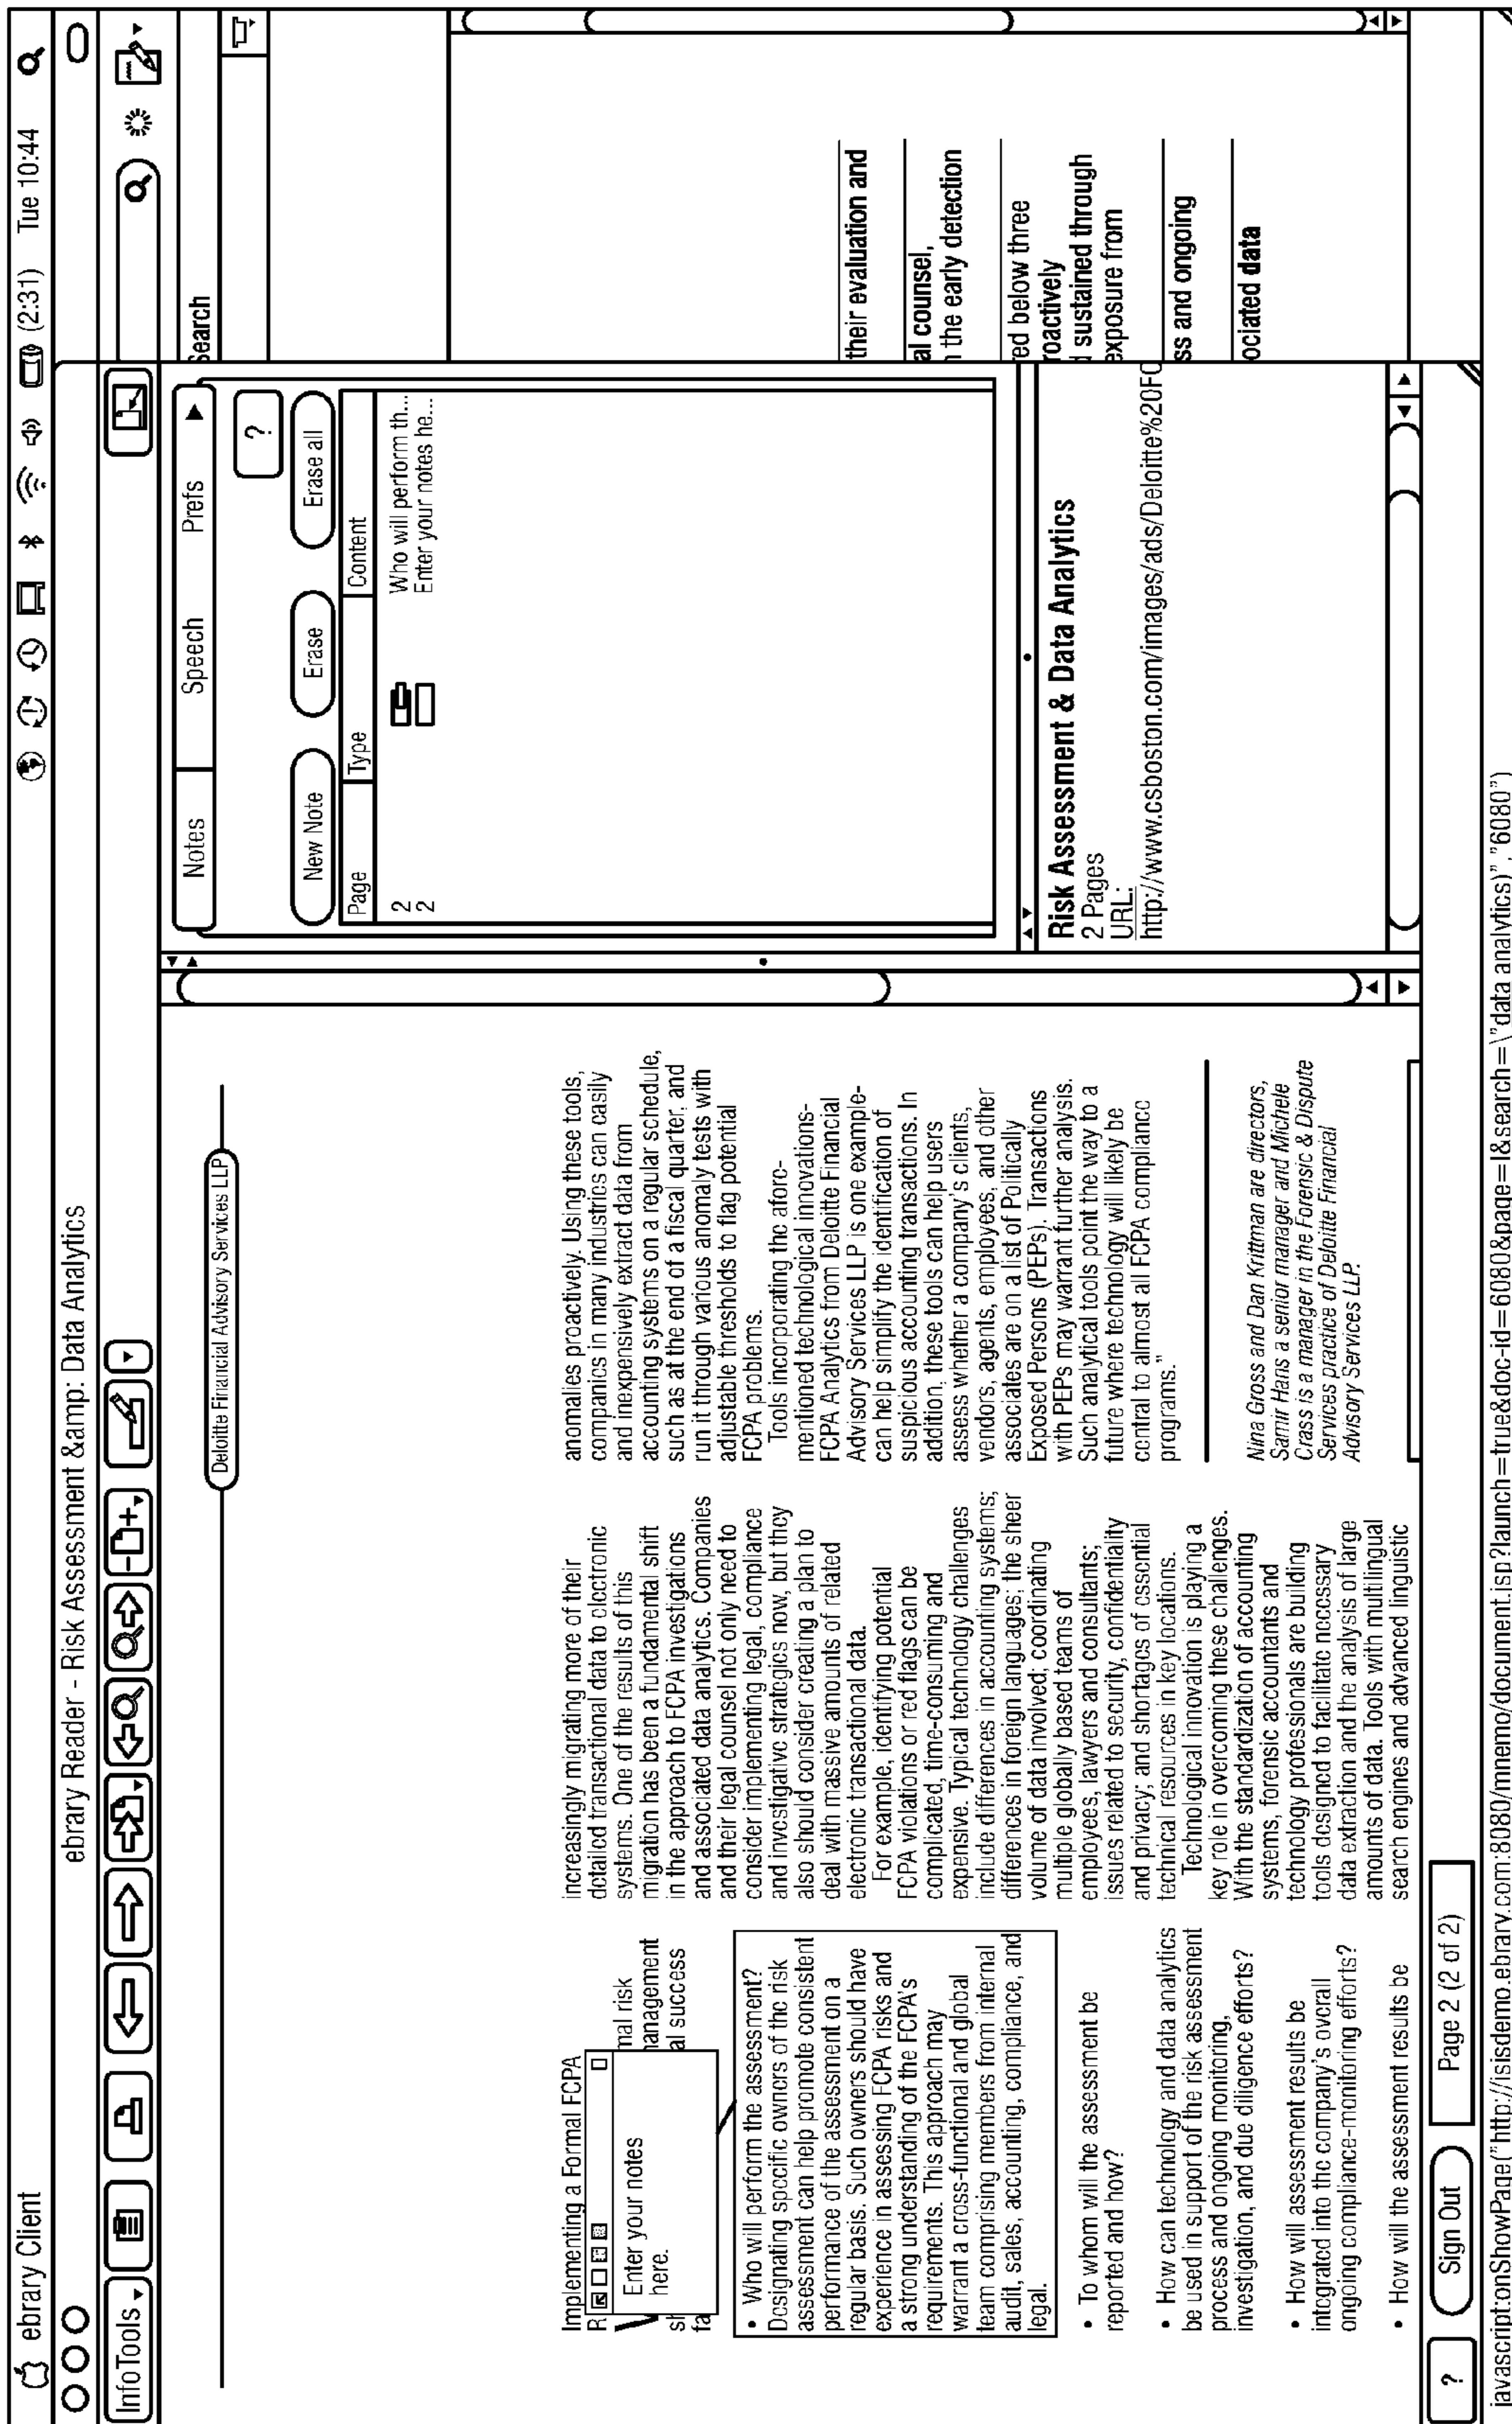 ebrary Client
(2:31) Tue 10:44
ebrary Reader - Risk Assessment &amp: Data Analytics
InfoTools
Deloitte Financial Advisory Services LLP
Implementing a Formal FCPA
R
mal risk
nanagement
al success
Enter your notes
here.
• Who will perform the assessment?
Designating specific owners of the risk
assessment can help promote consistent
performance of the assessment on a
regular basis. Such owners should have
experience in assessing FCPA risks and
a strong understanding of the FCPA's
requirements. This approach may
warrant a cross-functional and global
team comprising members from internal
audit, sales, accounting, compliance, and
legal.
• To whom will the assessment be
reported and how?
• How can technology and data analytics
be used in support of the risk assessment
process and ongoing monitoring,
investigation, and due diligence efforts?
• How will assessment results be
integrated into the company's overall
ongoing compliance-monitoring efforts?
• How will the assessment results be
increasingly migrating more of their
detailed transactional data to electronic
systems. One of the results of this
migration has been a fundamental shift
in the approach to FCPA investigations
and associated data analytics. Companies
and their legal counsel not only need to
consider implementing legal, compliance
and investigative strategies now, but they
also should consider creating a plan to
deal with massive amounts of related
electronic transactional data.
For example, identifying potential
FCPA violations or red flags can be
complicated, time-consuming and
expensive. Typical technology challenges
include differences in accounting systems;
differences in foreign languages; the sheer
volume of data involved; coordinating
multiple globally based teams of
employees, lawyers and consultants;
issues related to security, confidentiality
and privacy; and shortages of essential
technical resources in key locations.
Technological innovation is playing a
key role in overcoming these challenges.
With the standardization of accounting
systems, forensic accountants and
technology professionals are building
tools designed to facilitate necessary
data extraction and the analysis of large
amounts of data. Tools with multilingual
search engines and advanced linguistic
anomalies proactively. Using these tools,
companies in many industries can easily
and inexpensively extract data from
accounting systems on a regular schedule,
such as at the end of a fiscal quarter, and
run it through various anomaly tests with
adjustable thresholds to flag potential
FCPA problems.
Tools incorporating the afore-
mentioned technological innovations-
FCPA Analytics from Deloitte Financial
Advisory Services LLP is one example-
can help simplify the identification of
suspicious accounting transactions. In
addition, these tools can help users
assess whether a company's clients,
vendors, agents, employees, and other
associates are on a list of Politically
Exposed Persons (PEPs). Transactions
with PEPs may warrant further analysis.
Such analytical tools point the way to a
future where technology will likely be
central to almost all FCPA compliance
programs."
Nina Gross and Dan Krittman are directors,
Samir Hans a senior manager and Michele
Crass is a manager in the Forensic & Dispute
Services practice of Deloitte Financial
Advisory Services LLP.
Notes Speech Prefs
?
New Note Erase Erase all
Page Type Content
2 Who will perform th...
2 Enter your notes he...
Risk Assessment & Data Analytics
2 Pages
URL:
http://www.csboston.com/images/ads/Deloitte%20FC
Search
their evaluation and
al counsel,
the early detection
ed below three
roactively
sustained through
exposure from
ss and ongoing
ociated data
? Sign Out Page 2 (2 of 2)
javascript:onShowPage("http://isisdemo.ebrary.com:8080/mnemo/document.jsp?launch=true&doc-id=6080&page=I&search=\"data analytics)","6080")